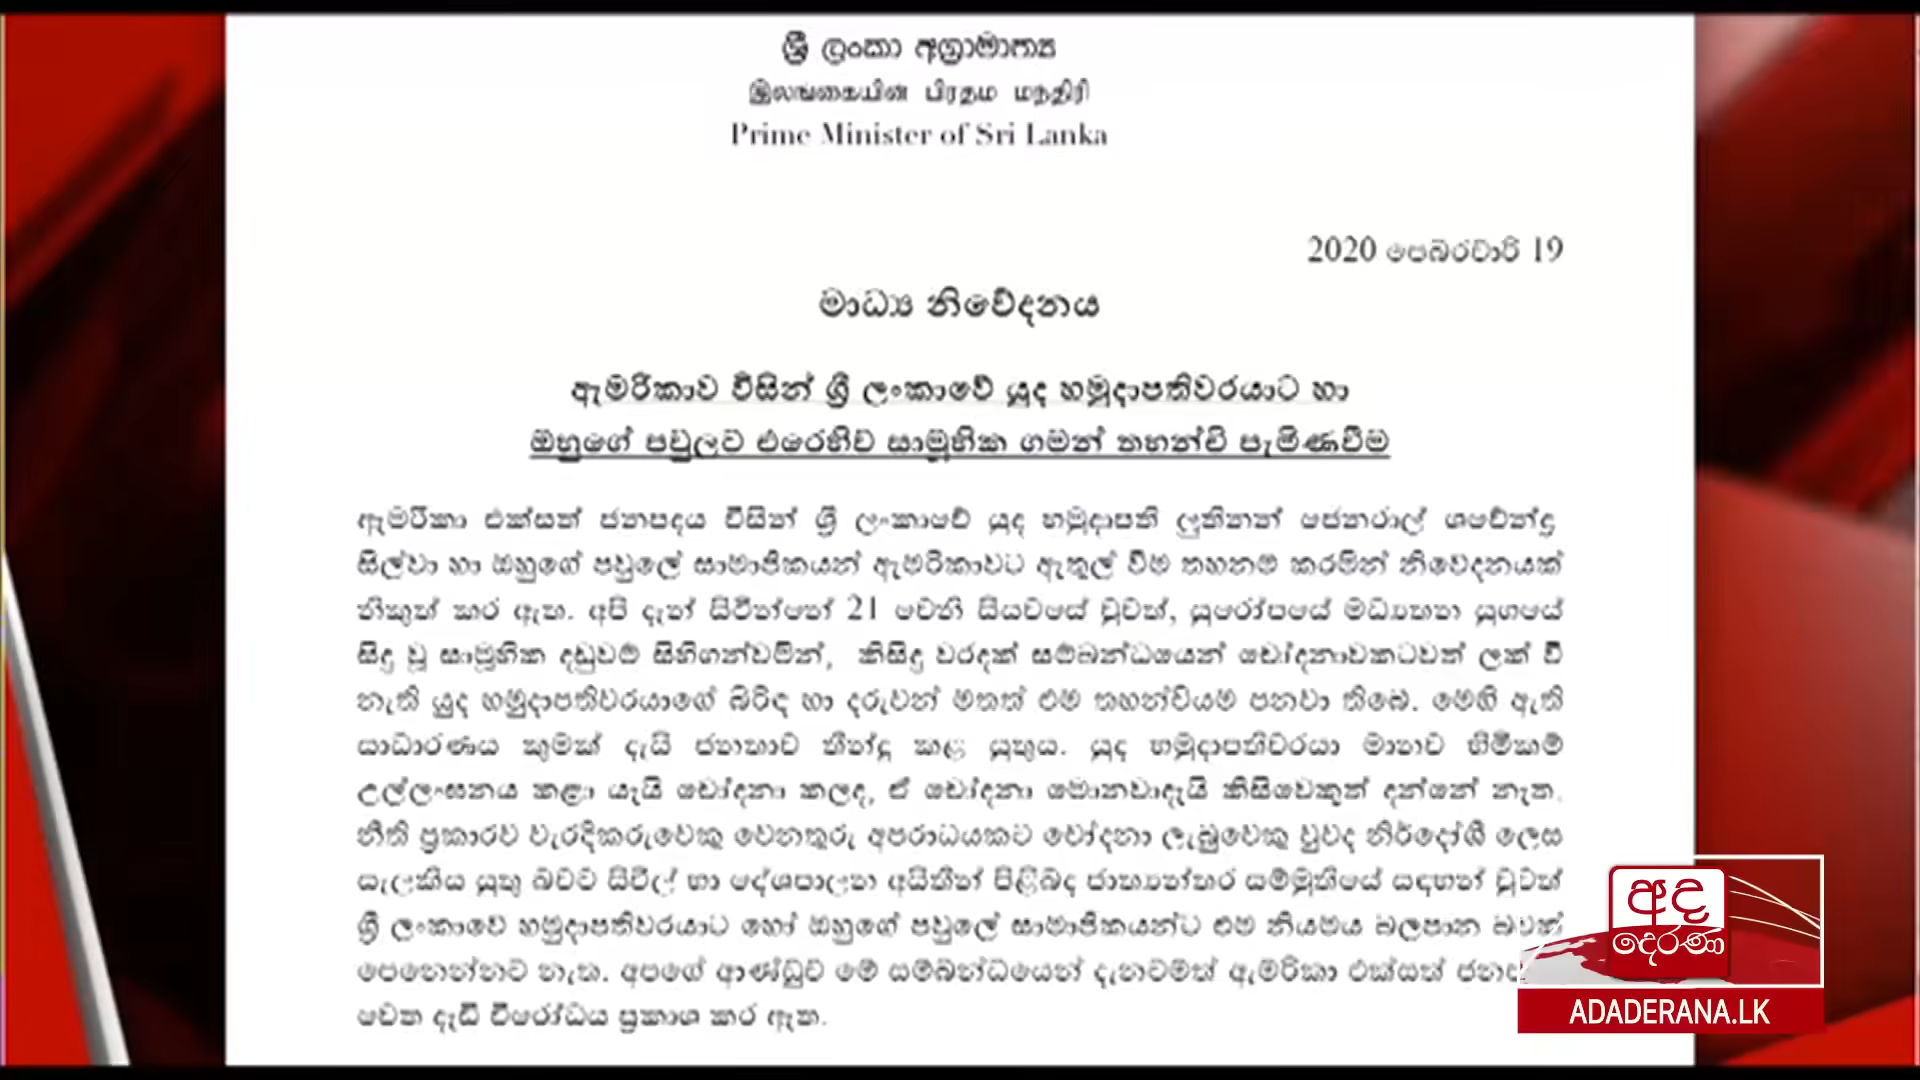 ශ්‍රී ලංකා අග්‍රාමාත්‍ය
இலங்கையின் பிரதம மந்திரி
Prime Minister of Sri Lanka
2020 පෙබරවාරි 19
මාධ්‍ය නිවේදනය
ඇමරිකාව විසින් ශ්‍රී ලංකාවේ යුද හමුදාපතිවරයාට හා
ඔහුගේ පවුලට එරෙහිව සාමූහික ගමන් තහන්චි පැමිණවීම
ඇමරිකා එක්සත් ජනපදය විසින් ශ්‍රී ලංකාවේ යුද හමුදාපති ලුතිනන් ජෙනරාල් ශවේන්ද්‍ර
සිල්වා හා ඔහුගේ පවුලේ සාමාජිකයන් ඇමරිකාවට ඇතුල් වීම තහනම් කරමින් නිවේදනයක්
නිකුත් කර ඇත. අපි දැන් සිටින්නේ 21 වෙනි සියවසේ වුවත්, යුරෝපයේ මධ්‍යතන යුගයේ
සිදු වූ සාමූහික දඬුවම් සිහිගන්වමින්, කිසිදු වරදක් සම්බන්ධයෙන් චෝදනාවකටවත් ලක් වී
නැති යුද හමුදාපතිවරයාගේ බිරිඳ හා දරුවන් මතත් එම තහන්චියම පනවා තිබෙ. මෙහි ඇති
සාධාරණය කුමක් දැයි ජනතාව තීන්දු කළ යුතුය. යුද හමුදාපතිවරයා මානව හිමිකම්
උල්ලංඝනය කළා යැයි චෝදනා කලද, ඒ චෝදනා මොනවාදැයි කිසිවෙකුත් දන්නේ නැත.
නීති ප්‍රකාරව වැරදිකරුවෙකු වෙනතුරු අපරාධයකට චෝදනා ලැබුවෙකු වුවද නිර්දෝශී ලෙස
සැලකිය යුතු බවට සිවිල් හා දේශපාලන අයිතීන් පිළිබඳ ජාත්‍යන්තර සම්මුතියේ සඳහන් වුවත්
ශ්‍රී ලංකාවේ හමුදාපතිවරයාට හෝ ඔහුගේ පවුලේ සාමාජිකයන්ට එම නියමය බලපාන බවක්
පෙනෙන්නට නැත. අපගේ ආණ්ඩුව මේ සම්බන්ධයෙන් දැනටමත් ඇමරිකා එක්සත්
වෙත දැඩි විරෝධය ප්‍රකාශ කර ඇත.
අද
දෙරණ
ADADERANA.LK